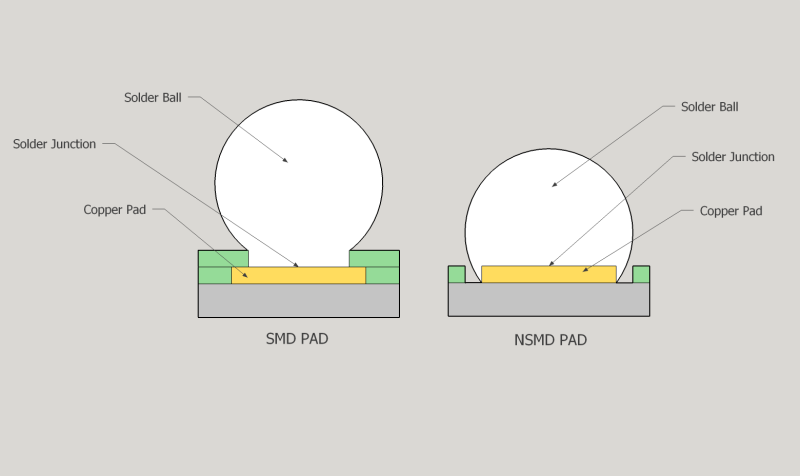 Solder Ball
Solder Junction
Copper Pad
SMD PAD
Solder Ball
Solder Junction
Copper Pad
NSMD PAD